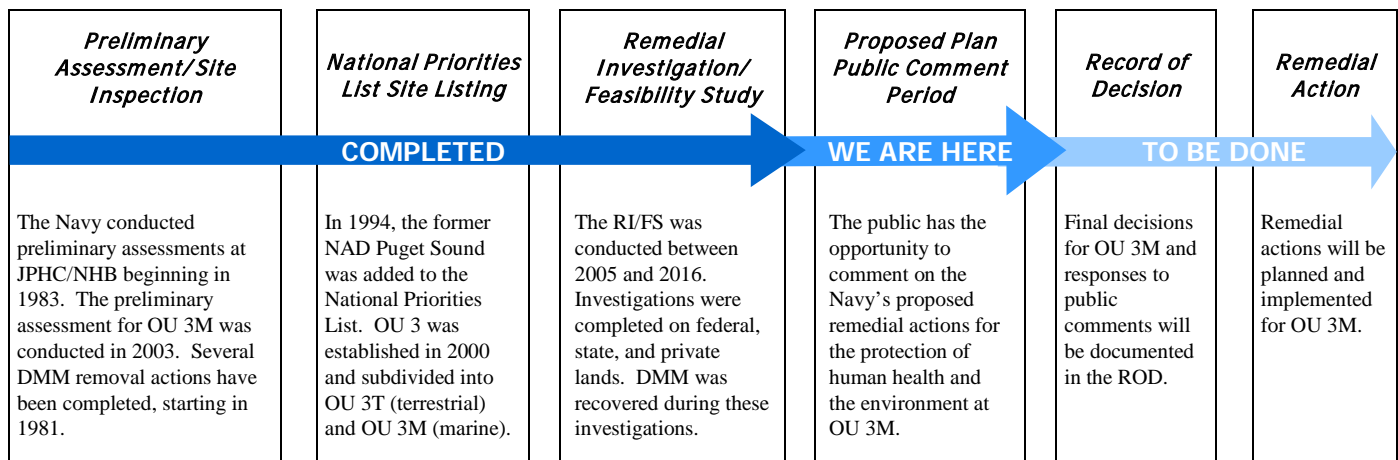 Preliminary
Assessment/Site
Inspection
National Priorities
List Site Listing
Remedial
Investigation/
Feasibility Study
Proposed Plan
Public Comment
Period
Record of
Decision
Remedial
Action
COMPLETED
WE ARE HERE
TO BE DONE
The Navy conducted
preliminary assessments at
JPHC/NHB beginning in
1983. The preliminary
assessment for OU 3M was
conducted in 2003. Several
DMM removal actions have
been completed, starting in
1981.
In 1994, the former
NAD Puget Sound
was added to the
National Priorities
List. OU 3 was
established in 2000
and subdivided into
OU 3T (terrestrial)
and OU 3M (marine).
The RI/FS was
conducted between
2005 and 2016.
Investigations were
completed on federal,
state, and private
lands. DMM was
recovered during these
investigations.
The public has the
opportunity to
comment on the
Navy’s proposed
remedial actions for
the protection of
human health and
the environment at
OU 3M.
Final decisions
for OU 3M and
responses to
public
comments will
be documented
in the ROD.
Remedial
actions will be
planned and
implemented
for OU 3M.